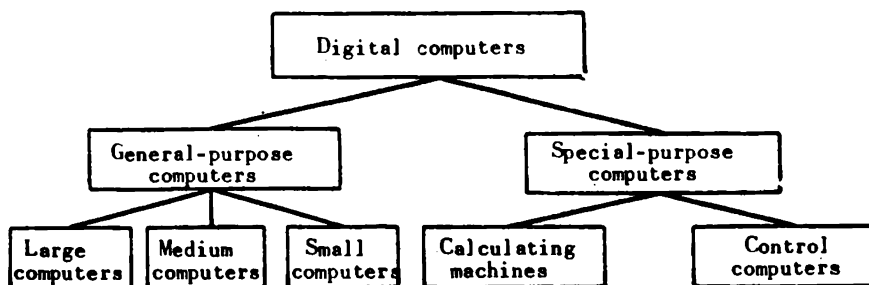 Digital computers
General-purpose
computers
Special-purpose
computers
Large
computers
Medium
computers
Small
computers
Calculating
machines
Control
computers